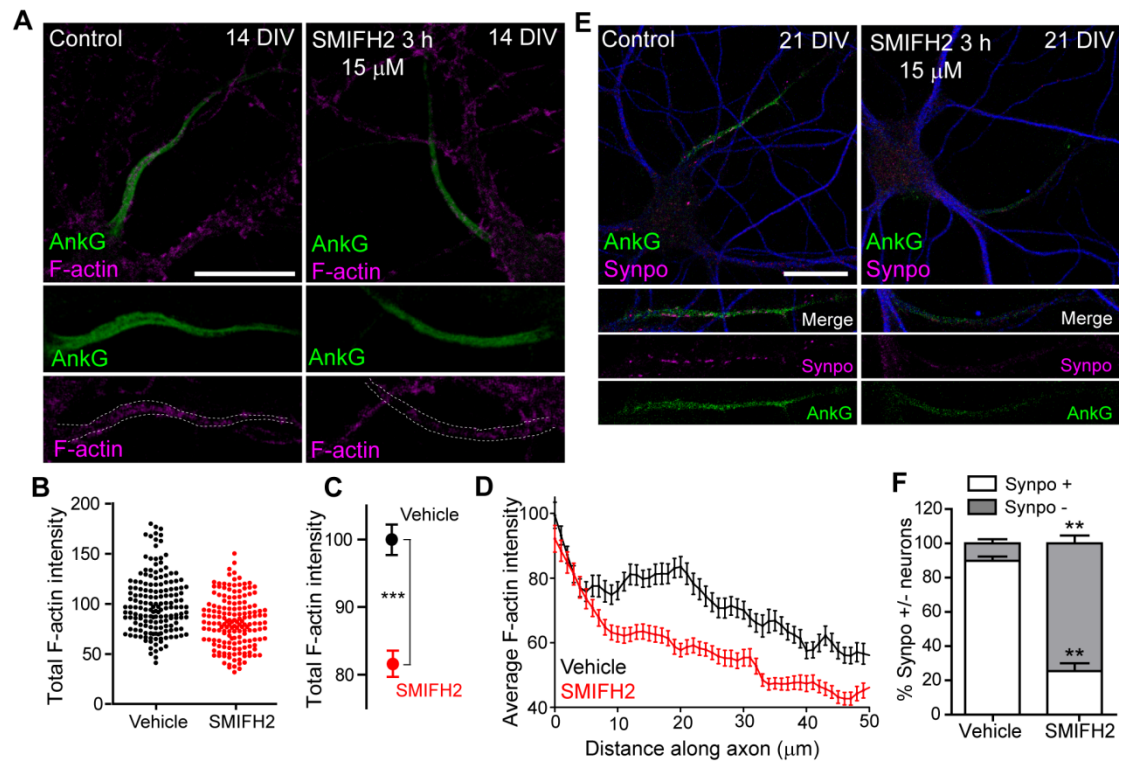 A
Control
14 DIV
SMIFH2 3 h
15 μM
14 DIV
AnkG
F-actin
AnkG
F-actin
AnkG
AnkG
F-actin
F-actin
E
Control
21 DIV
SMIFH2 3 h
15 μM
21 DIV
AnkG
Synpo
AnkG
Synpo
Merge
Merge
Synpo
Synpo
AnkG
AnkG
B
Total F-actin intensity
200
150
100
50
0
Vehicle
SMIFH2
C
Total F-actin intensity
100
90
80
Vehicle
***
SMIFH2
D
Average F-actin intensity
100
80
60
40
Vehicle
SMIFH2
0 10 20 30 40 50
Distance along axon (μm)
F
Synpo +
Synpo -
% Synpo +/- neurons
120
100
80
60
40
20
0
**
**
Vehicle
SMIFH2